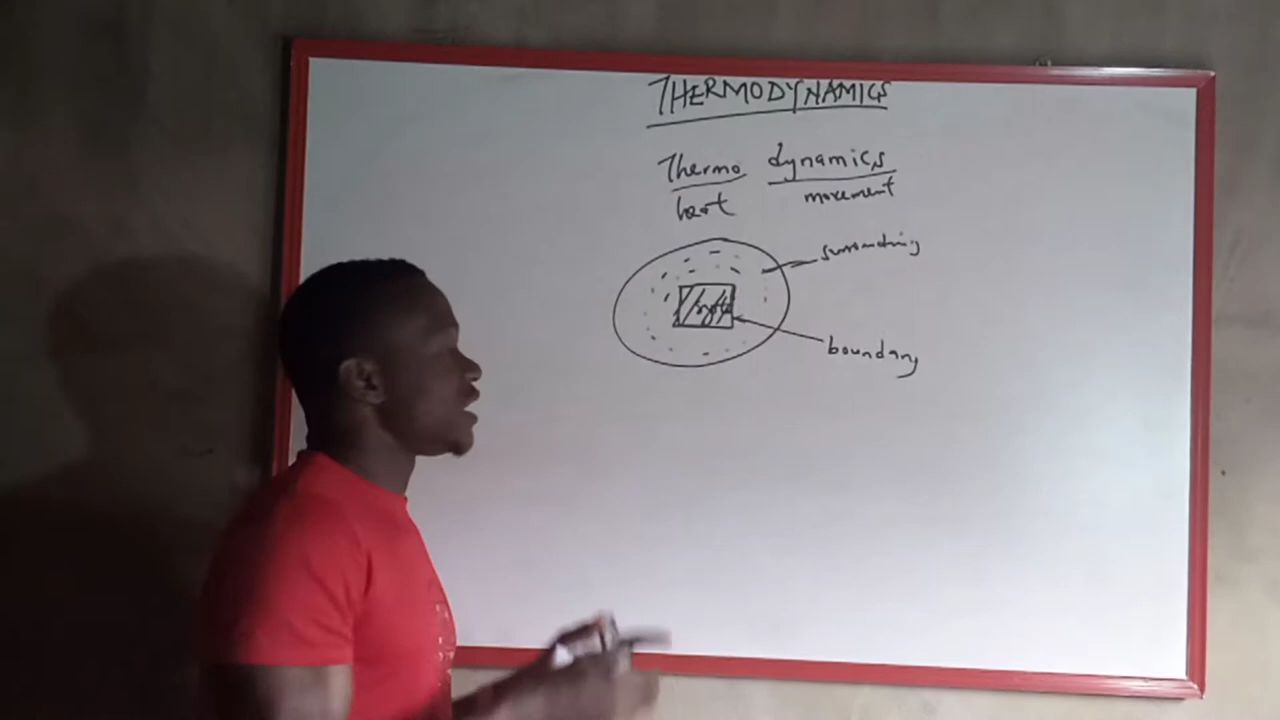 THERMODYNAMICS
Thermo dynamics
heat movement
surrounding
boundary